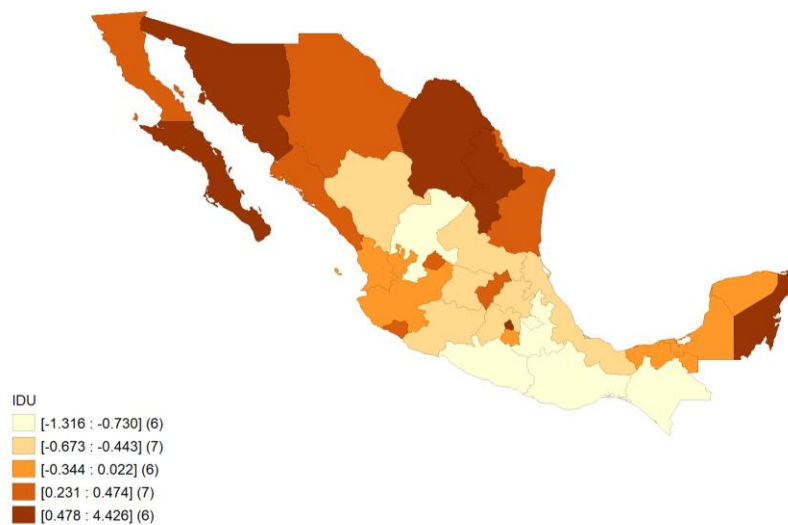 IDU
[-1.316 : -0.730] (6)
[-0.673 : -0.443] (7)
[-0.344 : 0.022] (6)
[0.231 : 0.474] (7)
[0.478 : 4.426] (6)